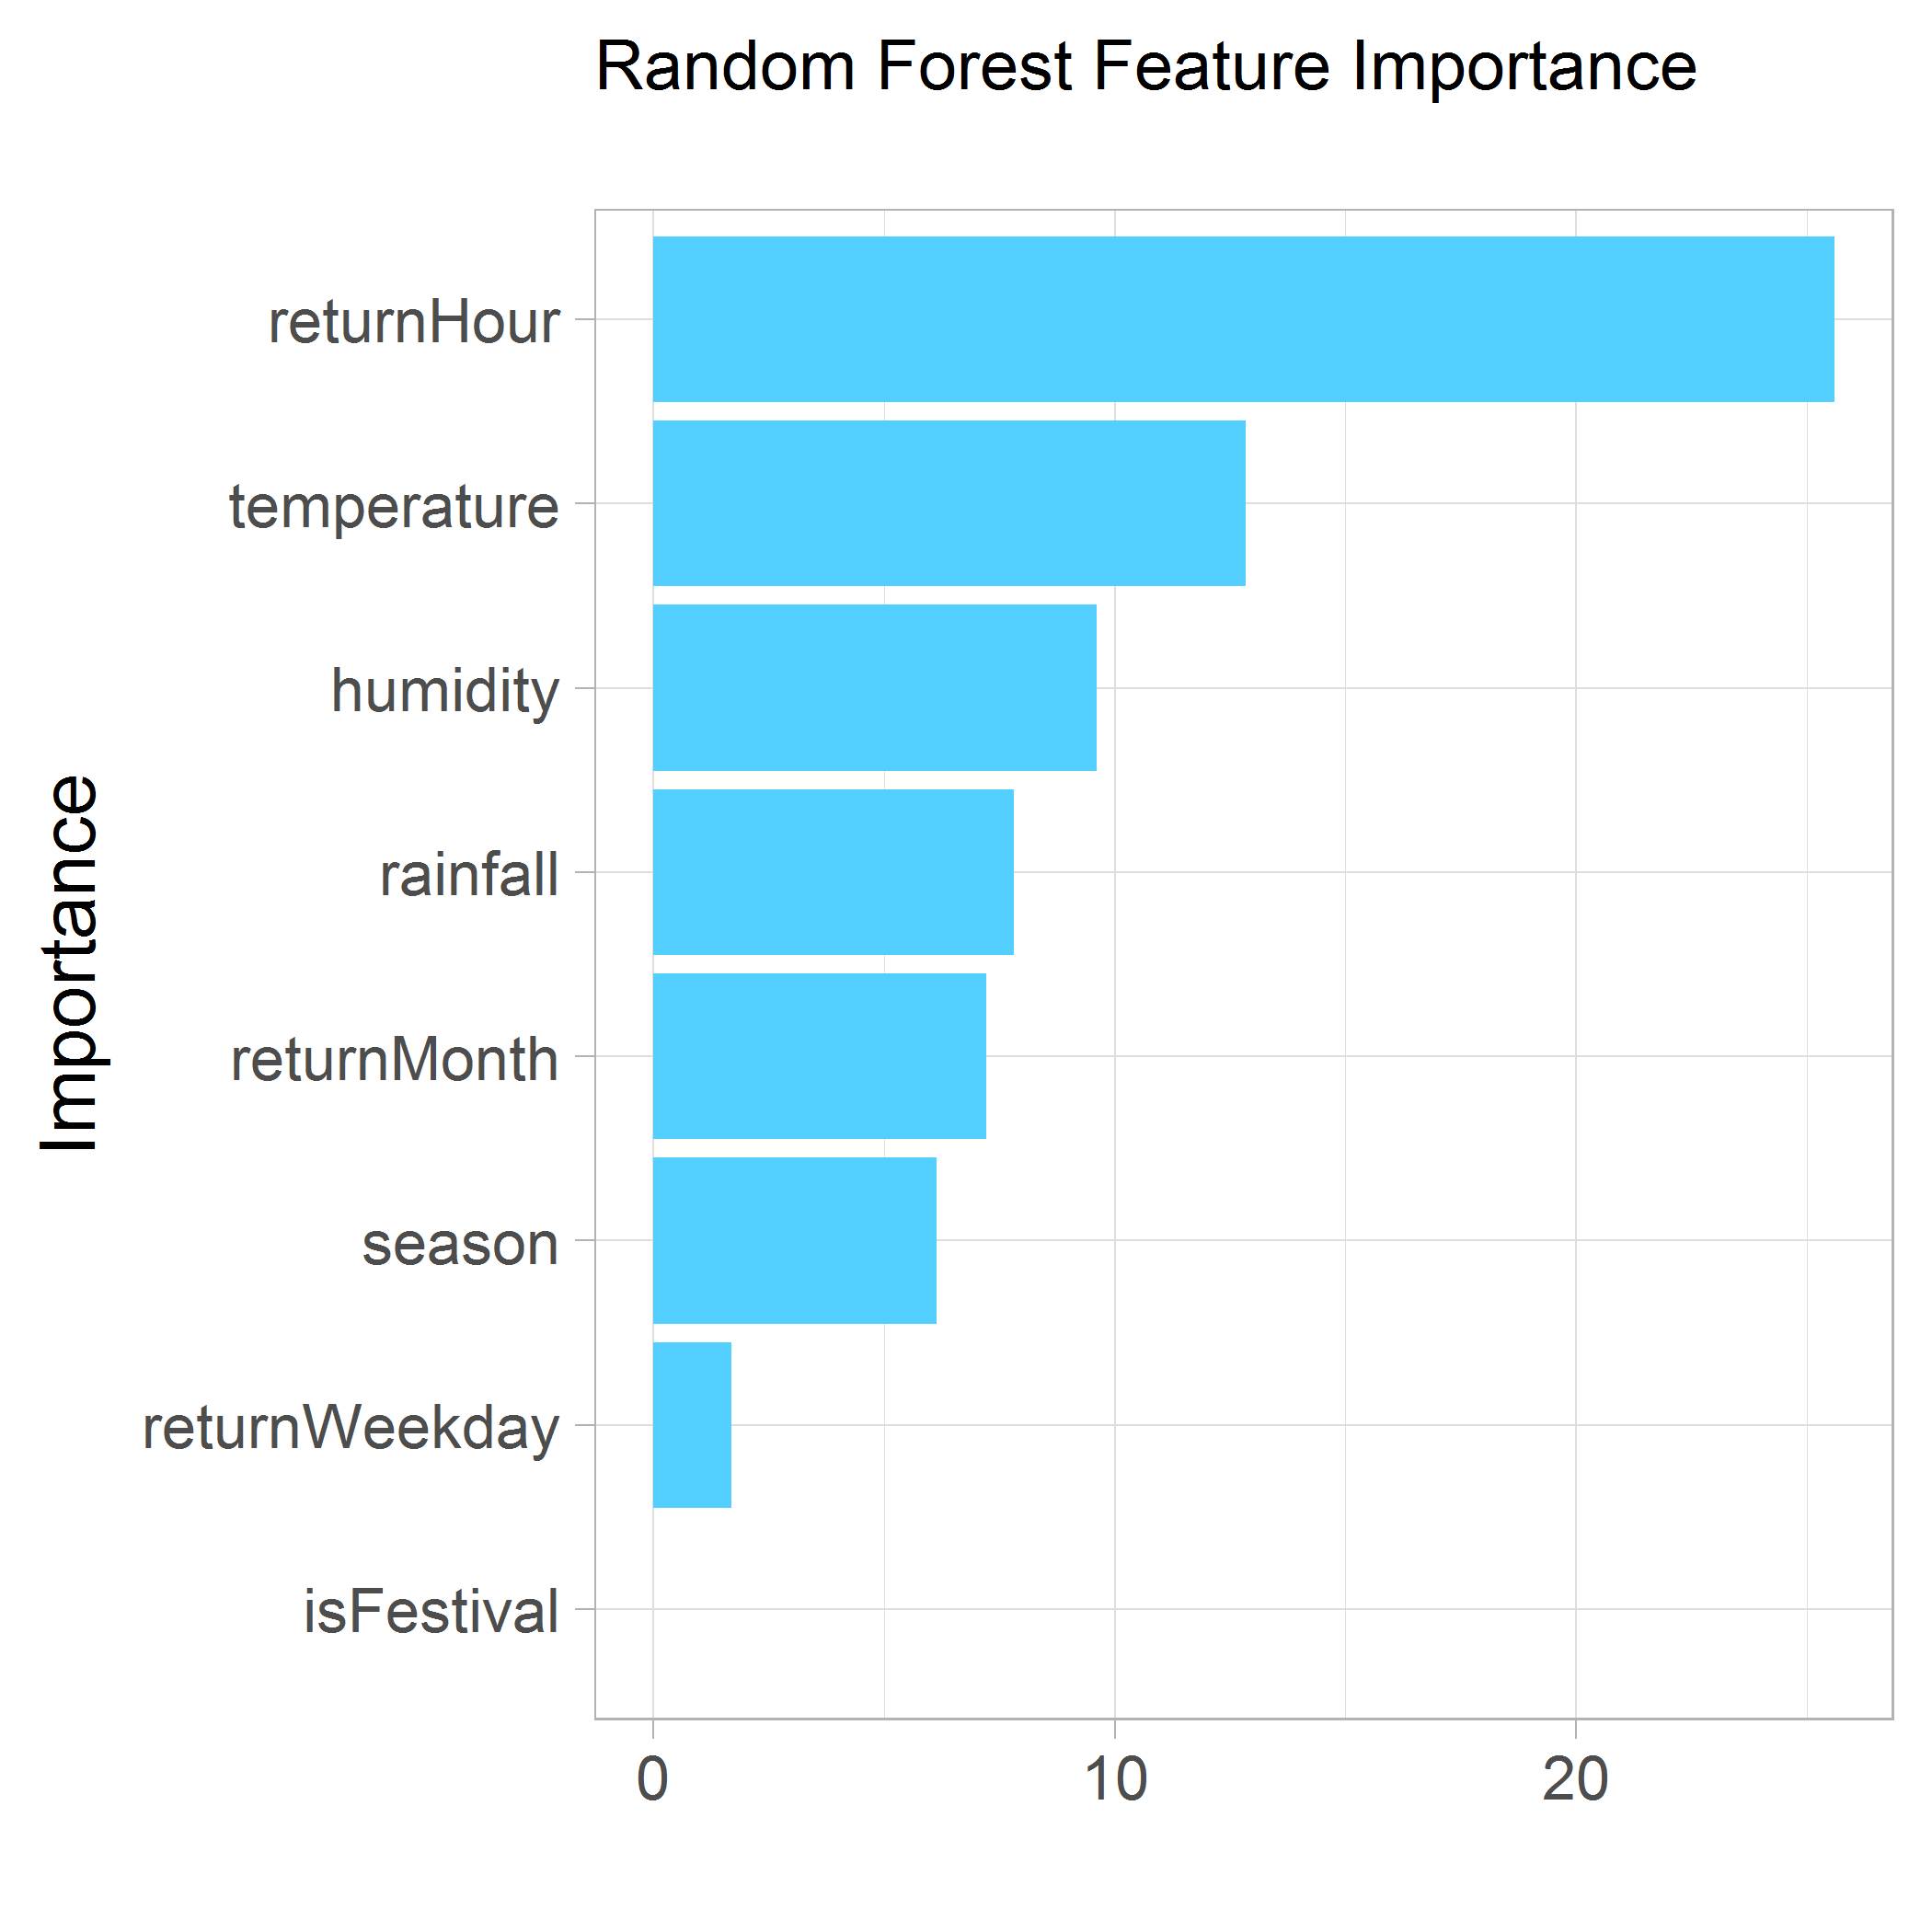 Random Forest Feature Importance
Importance
returnHour
temperature
humidity
rainfall
returnMonth
season
returnWeekday
isFestival
0 10 20